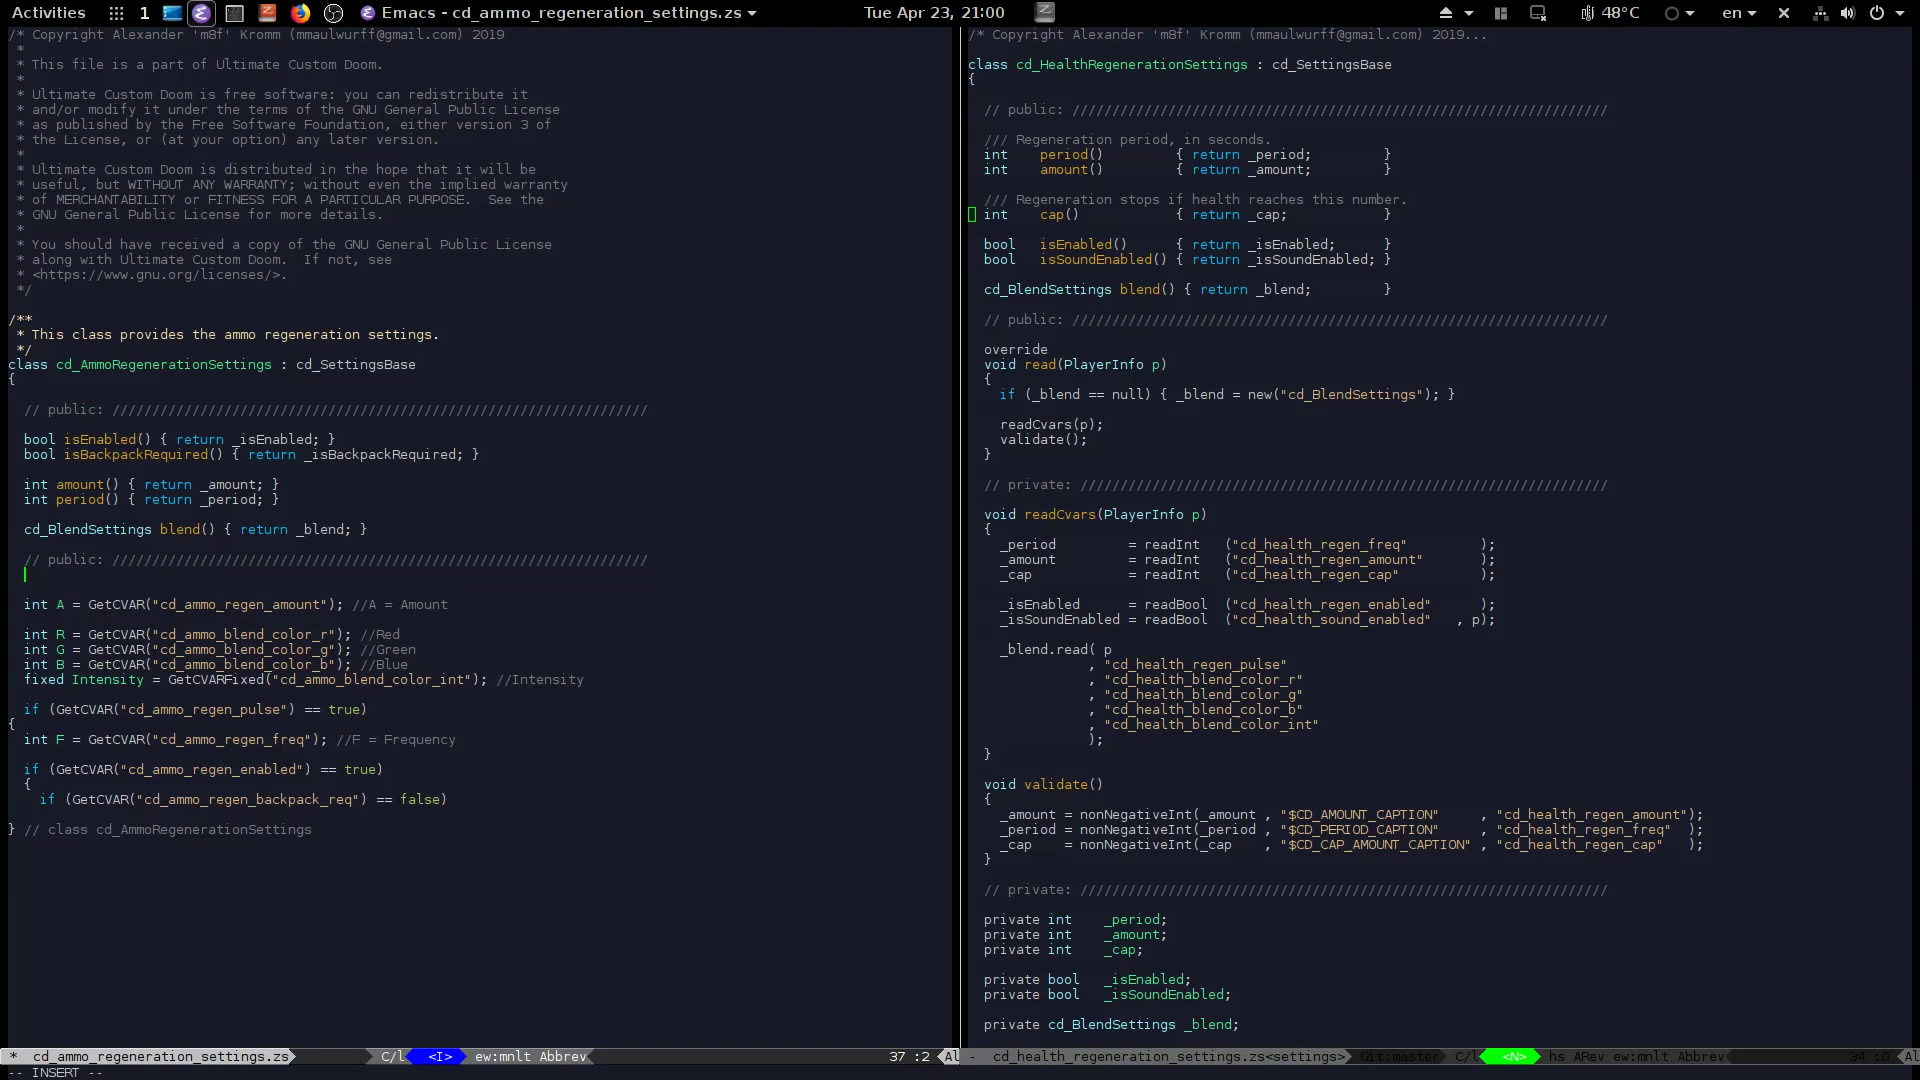 Activities 1 Emacs - cd_ammo_regeneration_settings.zs Tue Apr 23, 21:00 48°C en
/* Copyright Alexander 'm8f' Kromm (mmaulwurff@gmail.com) 2019
 *
 * This file is a part of Ultimate Custom Doom.
 *
 * Ultimate Custom Doom is free software: you can redistribute it
 * and/or modify it under the terms of the GNU General Public License
 * as published by the Free Software Foundation, either version 3 of
 * the License, or (at your option) any later version.
 *
 * Ultimate Custom Doom is distributed in the hope that it will be
 * useful, but WITHOUT ANY WARRANTY; without even the implied warranty
 * of MERCHANTABILITY or FITNESS FOR A PARTICULAR PURPOSE.  See the
 * GNU General Public License for more details.
 *
 * You should have received a copy of the GNU General Public License
 * along with Ultimate Custom Doom.  If not, see
 * <https://www.gnu.org/licenses/>.
 */
/**
 * This class provides the ammo regeneration settings.
 */
class cd_AmmoRegenerationSettings : cd_SettingsBase
{
  // public: ///////////////////////////////////////////////////////////////////
  bool isEnabled() { return _isEnabled; }
  bool isBackpackRequired() { return _isBackpackRequired; }
  int amount() { return _amount; }
  int period() { return _period; }
  cd_BlendSettings blend() { return _blend; }
  // public: ///////////////////////////////////////////////////////////////////
  int A = GetCVAR("cd_ammo_regen_amount"); //A = Amount
  int R = GetCVAR("cd_ammo_blend_color_r"); //Red
  int G = GetCVAR("cd_ammo_blend_color_g"); //Green
  int B = GetCVAR("cd_ammo_blend_color_b"); //Blue
  fixed Intensity = GetCVARFixed("cd_ammo_blend_color_int"); //Intensity
  if (GetCVAR("cd_ammo_regen_pulse") == true)
{
  int F = GetCVAR("cd_ammo_regen_freq"); //F = Frequency
  if (GetCVAR("cd_ammo_regen_enabled") == true)
  {
    if (GetCVAR("cd_ammo_regen_backpack_req") == false)
} // class cd_AmmoRegenerationSettings
* cd_ammo_regeneration_settings.zs C/l <I> ew:mnlt Abbrev 37 :2 Al
-- INSERT --
/* Copyright Alexander 'm8f' Kromm (mmaulwurff@gmail.com) 2019...
class cd_HealthRegenerationSettings : cd_SettingsBase
{
  // public: ///////////////////////////////////////////////////////////////////
  /// Regeneration period, in seconds.
  int    period()         { return _period;         }
  int    amount()         { return _amount;         }
  /// Regeneration stops if health reaches this number.
  int    cap()            { return _cap;            }
  bool   isEnabled()      { return _isEnabled;      }
  bool   isSoundEnabled() { return _isSoundEnabled; }
  cd_BlendSettings blend() { return _blend;         }
  // public: ///////////////////////////////////////////////////////////////////
  override
  void read(PlayerInfo p)
  {
    if (_blend == null) { _blend = new("cd_BlendSettings"); }
    readCvars(p);
    validate();
  }
  // private: //////////////////////////////////////////////////////////////////
  void readCvars(PlayerInfo p)
  {
    _period         = readInt   ("cd_health_regen_freq"         );
    _amount         = readInt   ("cd_health_regen_amount"       );
    _cap            = readInt   ("cd_health_regen_cap"          );
    _isEnabled      = readBool  ("cd_health_regen_enabled"      );
    _isSoundEnabled = readBool  ("cd_health_sound_enabled"   , p);
    _blend.read( p
               , "cd_health_regen_pulse"
               , "cd_health_blend_color_r"
               , "cd_health_blend_color_g"
               , "cd_health_blend_color_b"
               , "cd_health_blend_color_int"
               );
  }
  void validate()
  {
    _amount = nonNegativeInt(_amount , "$CD_AMOUNT_CAPTION"     , "cd_health_regen_amount");
    _period = nonNegativeInt(_period , "$CD_PERIOD_CAPTION"     , "cd_health_regen_freq"  );
    _cap    = nonNegativeInt(_cap    , "$CD_CAP_AMOUNT_CAPTION" , "cd_health_regen_cap"   );
  }
  // private: //////////////////////////////////////////////////////////////////
  private int    _period;
  private int    _amount;
  private int    _cap;
  private bool   _isEnabled;
  private bool   _isSoundEnabled;
  private cd_BlendSettings _blend;
- cd_health_regeneration_settings.zs<settings> Git:master C/l <N> hs ARev ew:mnlt Abbrev 34 :0 Al